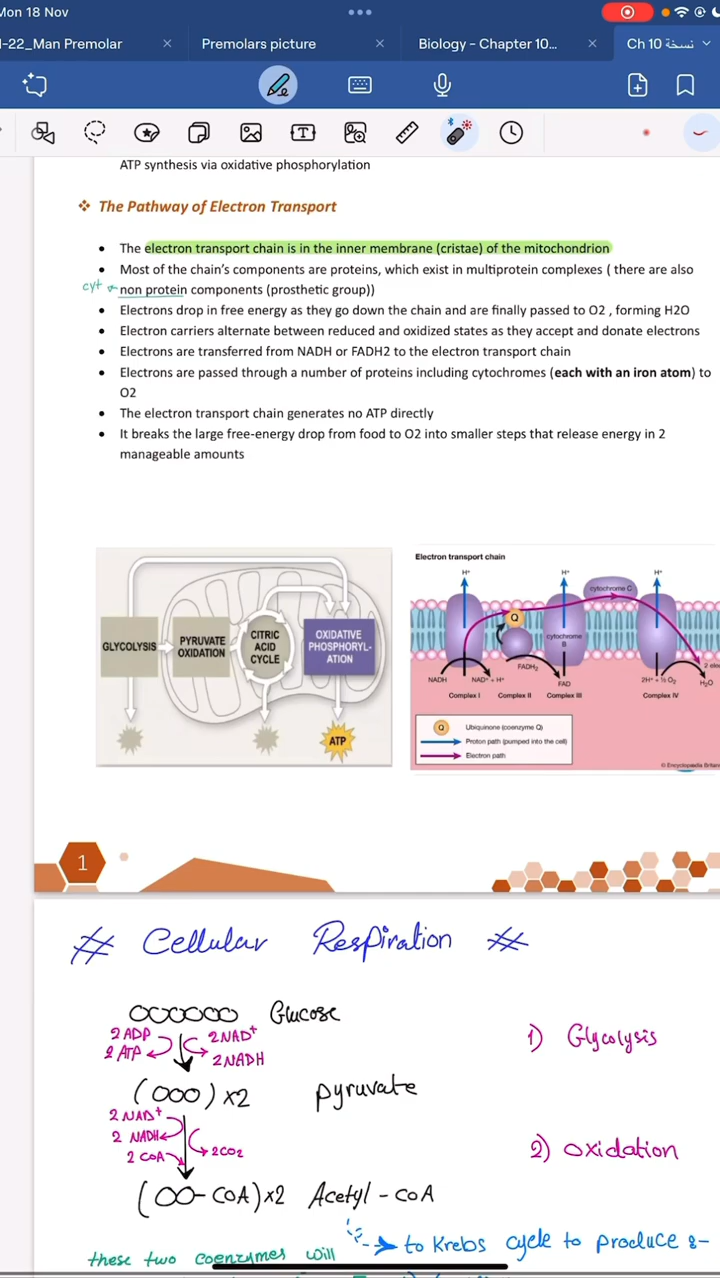 Mon 18 Nov
-22_Man Premolar
Premolars picture
Biology - Chapter 10...
Ch 10 نسخة
ATP synthesis via oxidative phosphorylation
❖ The Pathway of Electron Transport
• The electron transport chain is in the inner membrane (cristae) of the mitochondrion
• Most of the chain's components are proteins, which exist in multiprotein complexes ( there are also
cyt
non protein components (prosthetic group))
• Electrons drop in free energy as they go down the chain and are finally passed to O2 , forming H2O
• Electron carriers alternate between reduced and oxidized states as they accept and donate electrons
• Electrons are transferred from NADH or FADH2 to the electron transport chain
• Electrons are passed through a number of proteins including cytochromes (each with an iron atom) to
O2
• The electron transport chain generates no ATP directly
• It breaks the large free-energy drop from food to O2 into smaller steps that release energy in 2
manageable amounts
GLYCOLYSIS
PYRUVATE
OXIDATION
CITRIC
ACID
CYCLE
OXIDATIVE
PHOSPHORYL-
ATION
ATP
Electron transport chain
H+
H+
H+
cytochrome C
Q
cytochrome
B
FADH2
NADH
NAD+ + H+
FAD
2H+ + ½ O2
2 ele
H2O
Complex I
Complex II
Complex III
Complex IV
Q Ubiquinone (coenzyme Q)
Proton path (pumped into the cell)
Electron path
© Encyclopædia Britan
1
# Cellular Respiration #
Glucose
2 ADP
2 ATP
2NAD+
2NADH
1) Glycolysis
(OOO)x2 pyruvate
2 NAD+
2 NADH
2 CoA
2CO2
2) oxidation
(OO-CoA)x2 Acetyl-CoA
to Krebs cycle to produce
these two coenzymes will